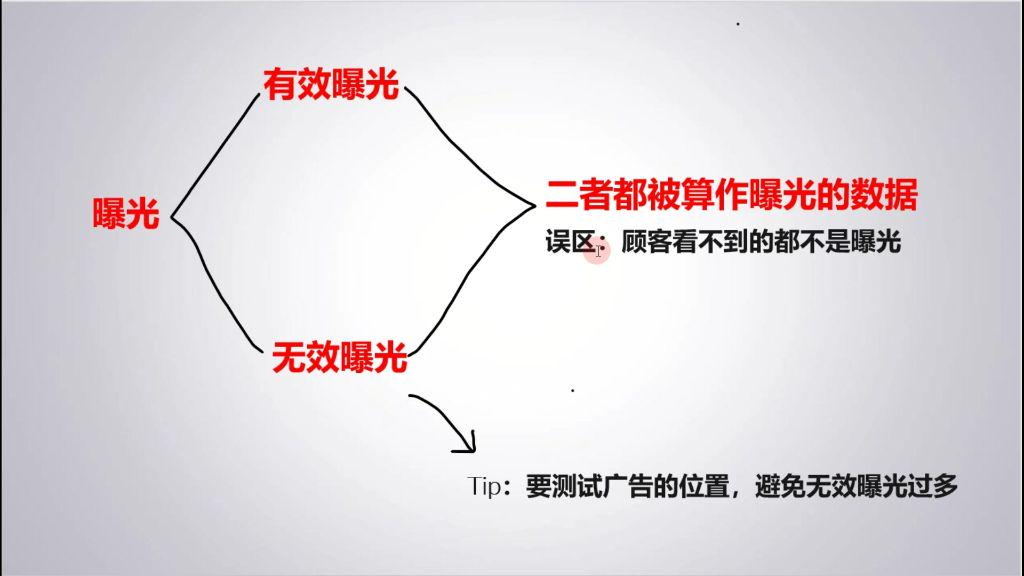 有效曝光
曝光
二者都被算作曝光的数据
误区：顾客看不到的都不是曝光
无效曝光
Tip：要测试广告的位置，避免无效曝光过多